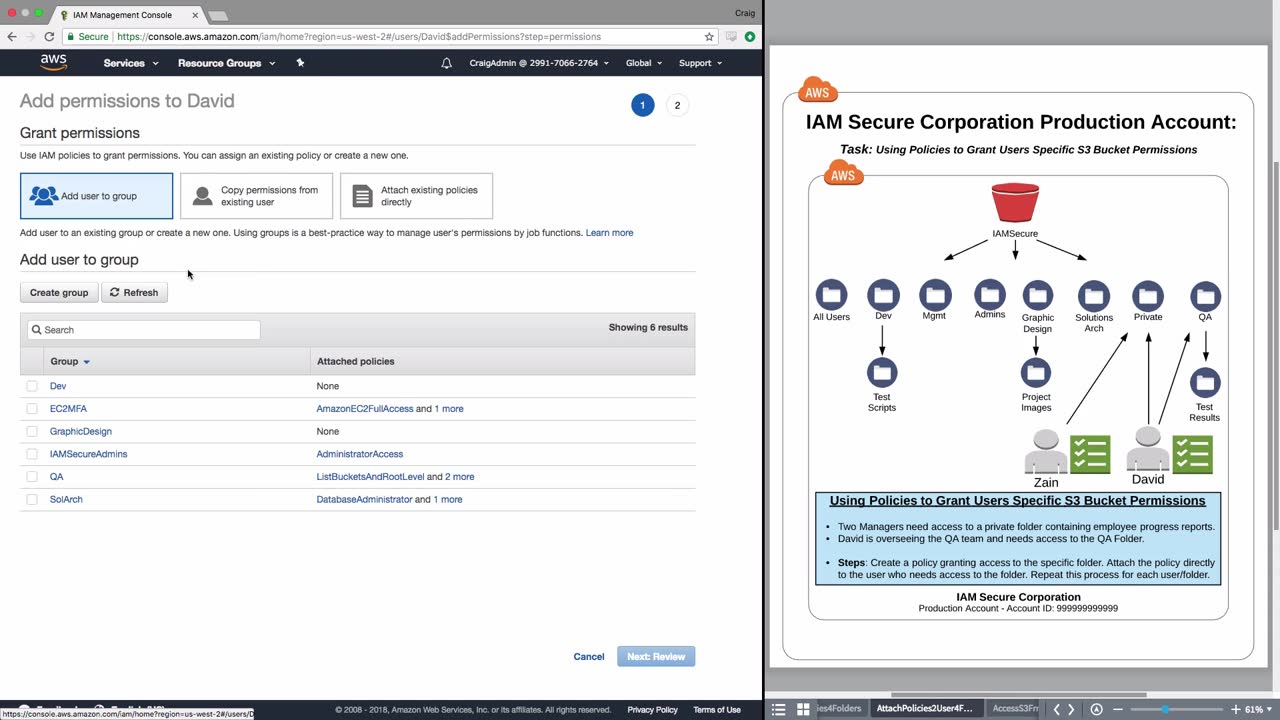 IAM Management Console
Craig
Secure https://console.aws.amazon.com/iam/home?region=us-west-2#/users/David$addPermissions?step=permissions
aws Services Resource Groups CraigAdmin @ 2991-7066-2764 Global Support
Add permissions to David
1 2
Grant permissions
Use IAM policies to grant permissions. You can assign an existing policy or create a new one.
Add user to group
Copy permissions from
existing user
Attach existing policies
directly
Add user to an existing group or create a new one. Using groups is a best-practice way to manage user's permissions by job functions. Learn more
Add user to group
Create group Refresh
Search Showing 6 results
Group Attached policies
Dev None
EC2MFA AmazonEC2FullAccess and 1 more
GraphicDesign None
IAMSecureAdmins AdministratorAccess
QA ListBucketsAndRootLevel and 2 more
SolArch DatabaseAdministrator and 1 more
Cancel Next: Review
© 2008 - 2018, Amazon Web Services, Inc. or its affiliates. All rights reserved. Privacy Policy Terms of Use
https://console.aws.amazon.com/iam/home?region=us-west-2#/users/D
AWS
IAM Secure Corporation Production Account:
Task: Using Policies to Grant Users Specific S3 Bucket Permissions
AWS
IAMSecure
All Users Dev Mgmt Admins Graphic
Design
Solutions
Arch
Private QA
Test
Scripts
Project
Images
Test
Results
Zain David
Using Policies to Grant Users Specific S3 Bucket Permissions
• Two Managers need access to a private folder containing employee progress reports.
• David is overseeing the QA team and needs access to the QA Folder.
• Steps: Create a policy granting access to the specific folder. Attach the policy directly
to the user who needs access to the folder. Repeat this process for each user/folder.
IAM Secure Corporation
Production Account - Account ID: 999999999999
ies4Folders AttachPolicies2User4F... AccessS3Fr 61%